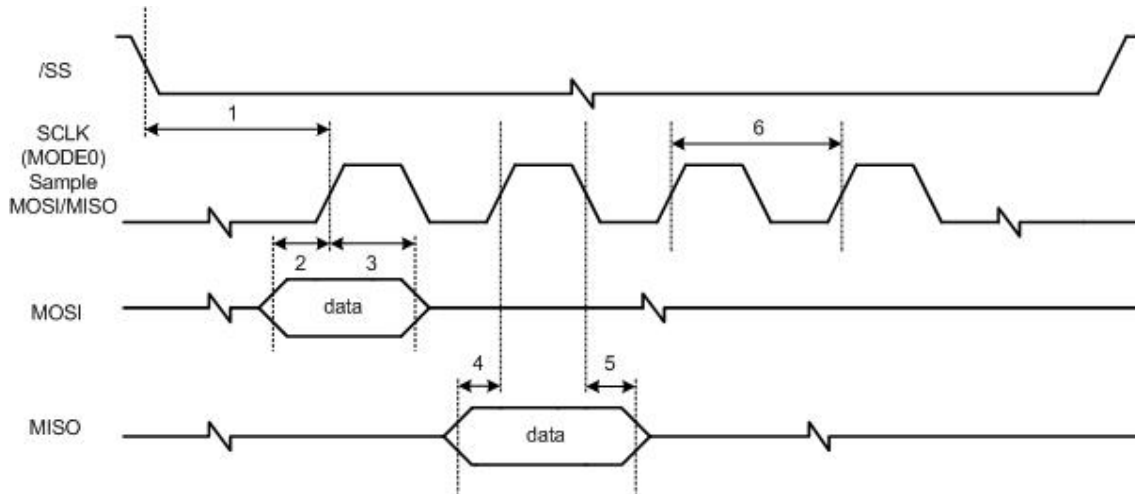 /SS
1
SCLK
(MODE0)
Sample
MOSI/MISO
6
2
3
MOSI
data
4
5
MISO
data